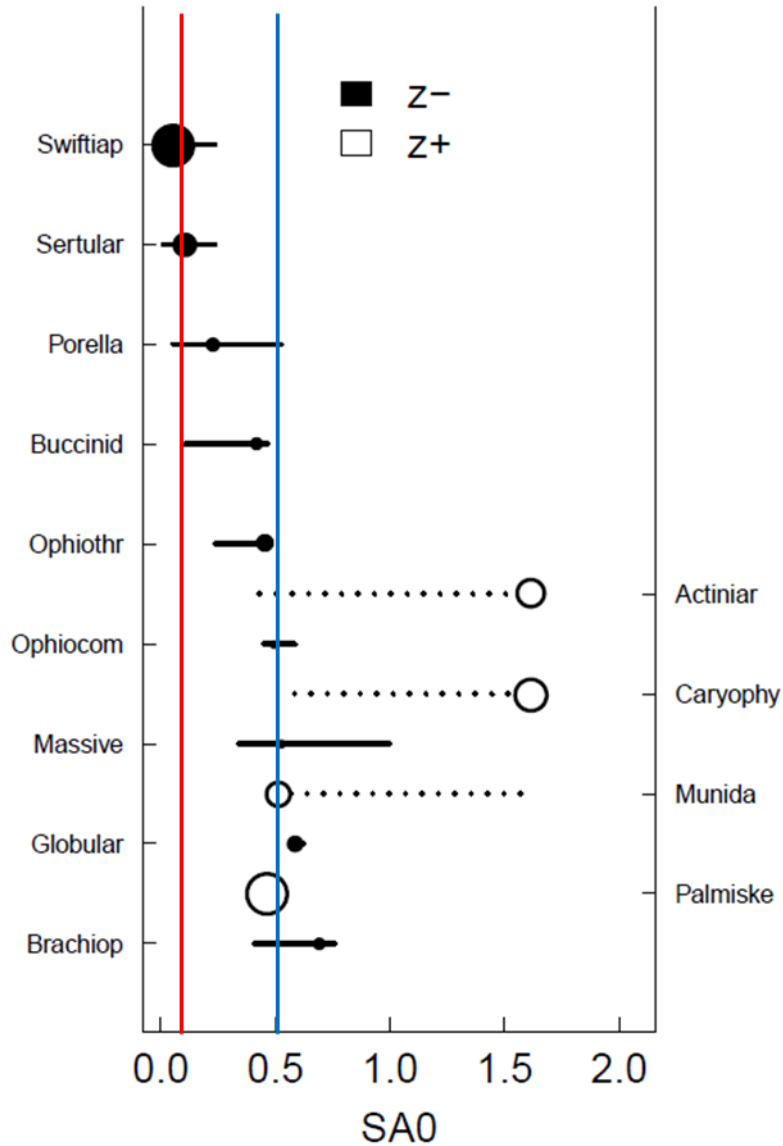 z−
z+
Swiftiap
Sertular
Porella
Buccinid
Ophiothr
Actiniar
Ophiocom
Caryophy
Massive
Munida
Globular
Palmiske
Brachiop
0.0 0.5 1.0 1.5 2.0
SA0